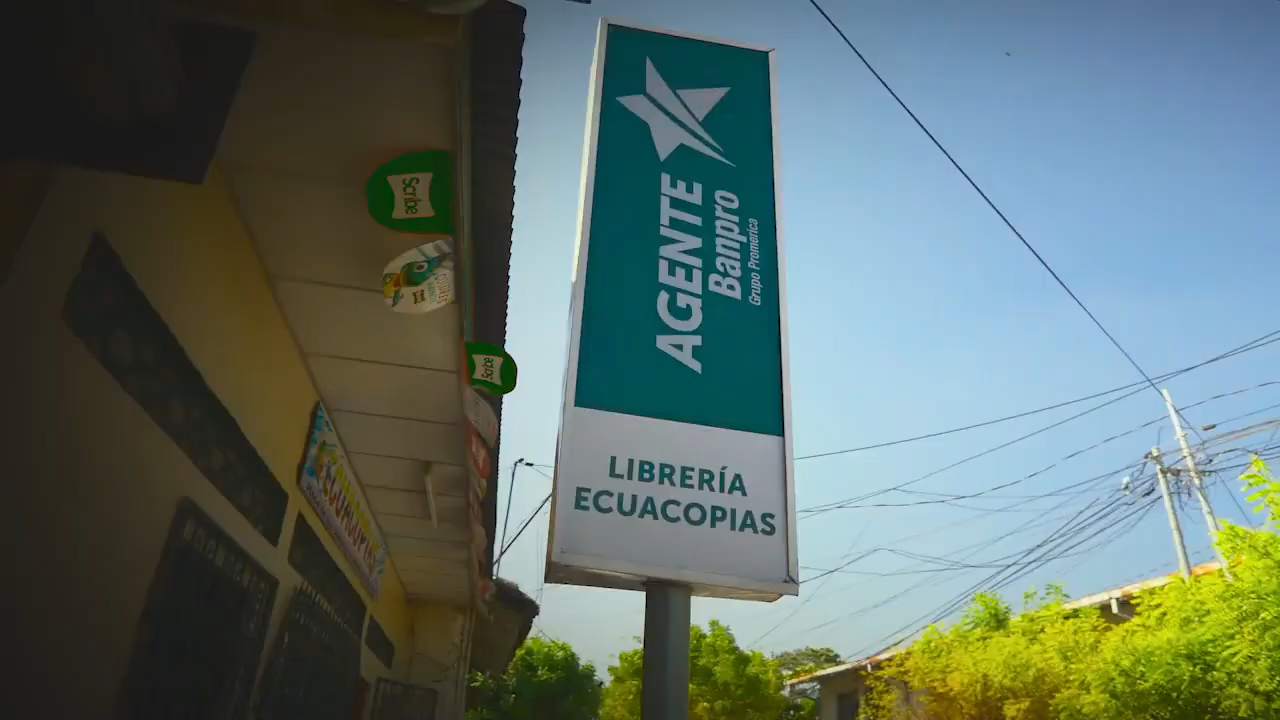 AGENTE
Banpro
Grupo Promerica
LIBRERÍA
ECUACOPIAS
Scribe
Scribe